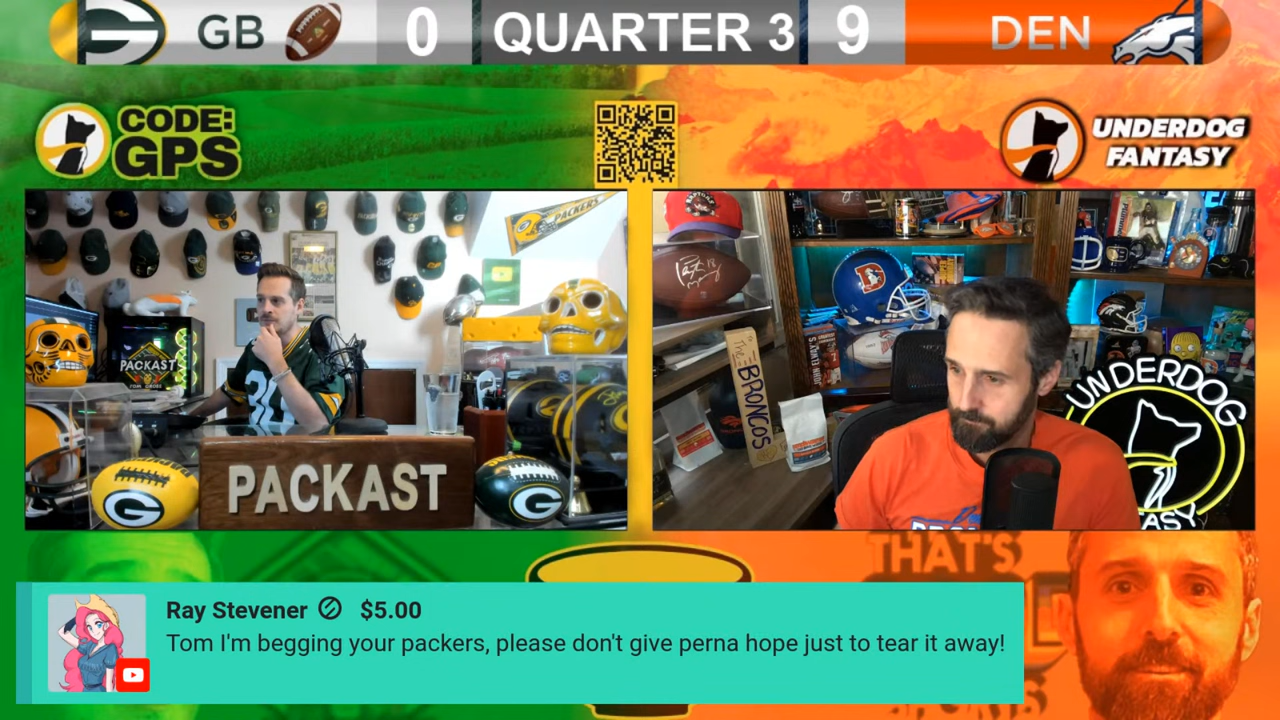 GB
0
QUARTER 3
9
DEN
CODE:
GPS
UNDERDOG
FANTASY
PACKERS
PACKAST
THE BRONCOS
UNDERDOG
PACKAST
THAT'S
Ray Stevener $5.00
Tom I'm begging your packers, please don't give perna hope just to tear it away!